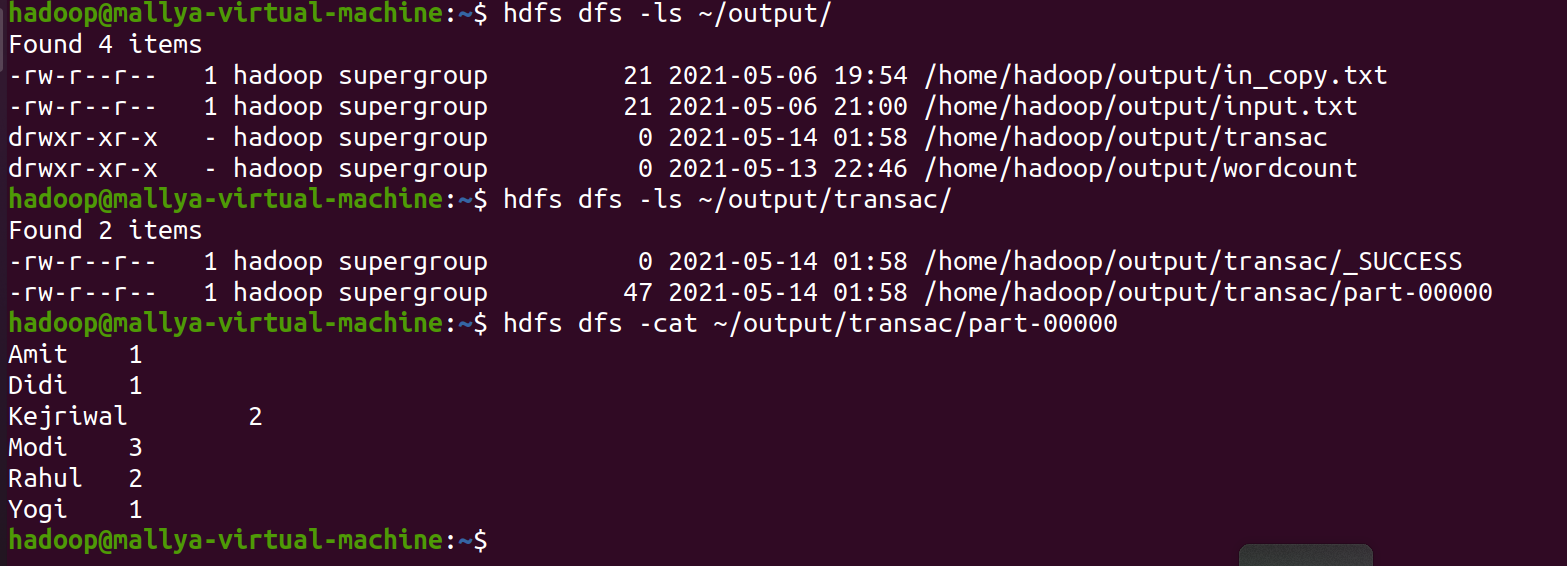 hadoop@mallya-virtual-machine:~$ hdfs dfs -ls ~/output/
Found 4 items
-rw-r--r--   1 hadoop supergroup         21 2021-05-06 19:54 /home/hadoop/output/in_copy.txt
-rw-r--r--   1 hadoop supergroup         21 2021-05-06 21:00 /home/hadoop/output/input.txt
drwxr-xr-x   - hadoop supergroup          0 2021-05-14 01:58 /home/hadoop/output/transac
drwxr-xr-x   - hadoop supergroup          0 2021-05-13 22:46 /home/hadoop/output/wordcount
hadoop@mallya-virtual-machine:~$ hdfs dfs -ls ~/output/transac/
Found 2 items
-rw-r--r--   1 hadoop supergroup          0 2021-05-14 01:58 /home/hadoop/output/transac/_SUCCESS
-rw-r--r--   1 hadoop supergroup         47 2021-05-14 01:58 /home/hadoop/output/transac/part-00000
hadoop@mallya-virtual-machine:~$ hdfs dfs -cat ~/output/transac/part-00000
Amit    1
Didi    1
Kejriwal        2
Modi    3
Rahul   2
Yogi    1
hadoop@mallya-virtual-machine:~$